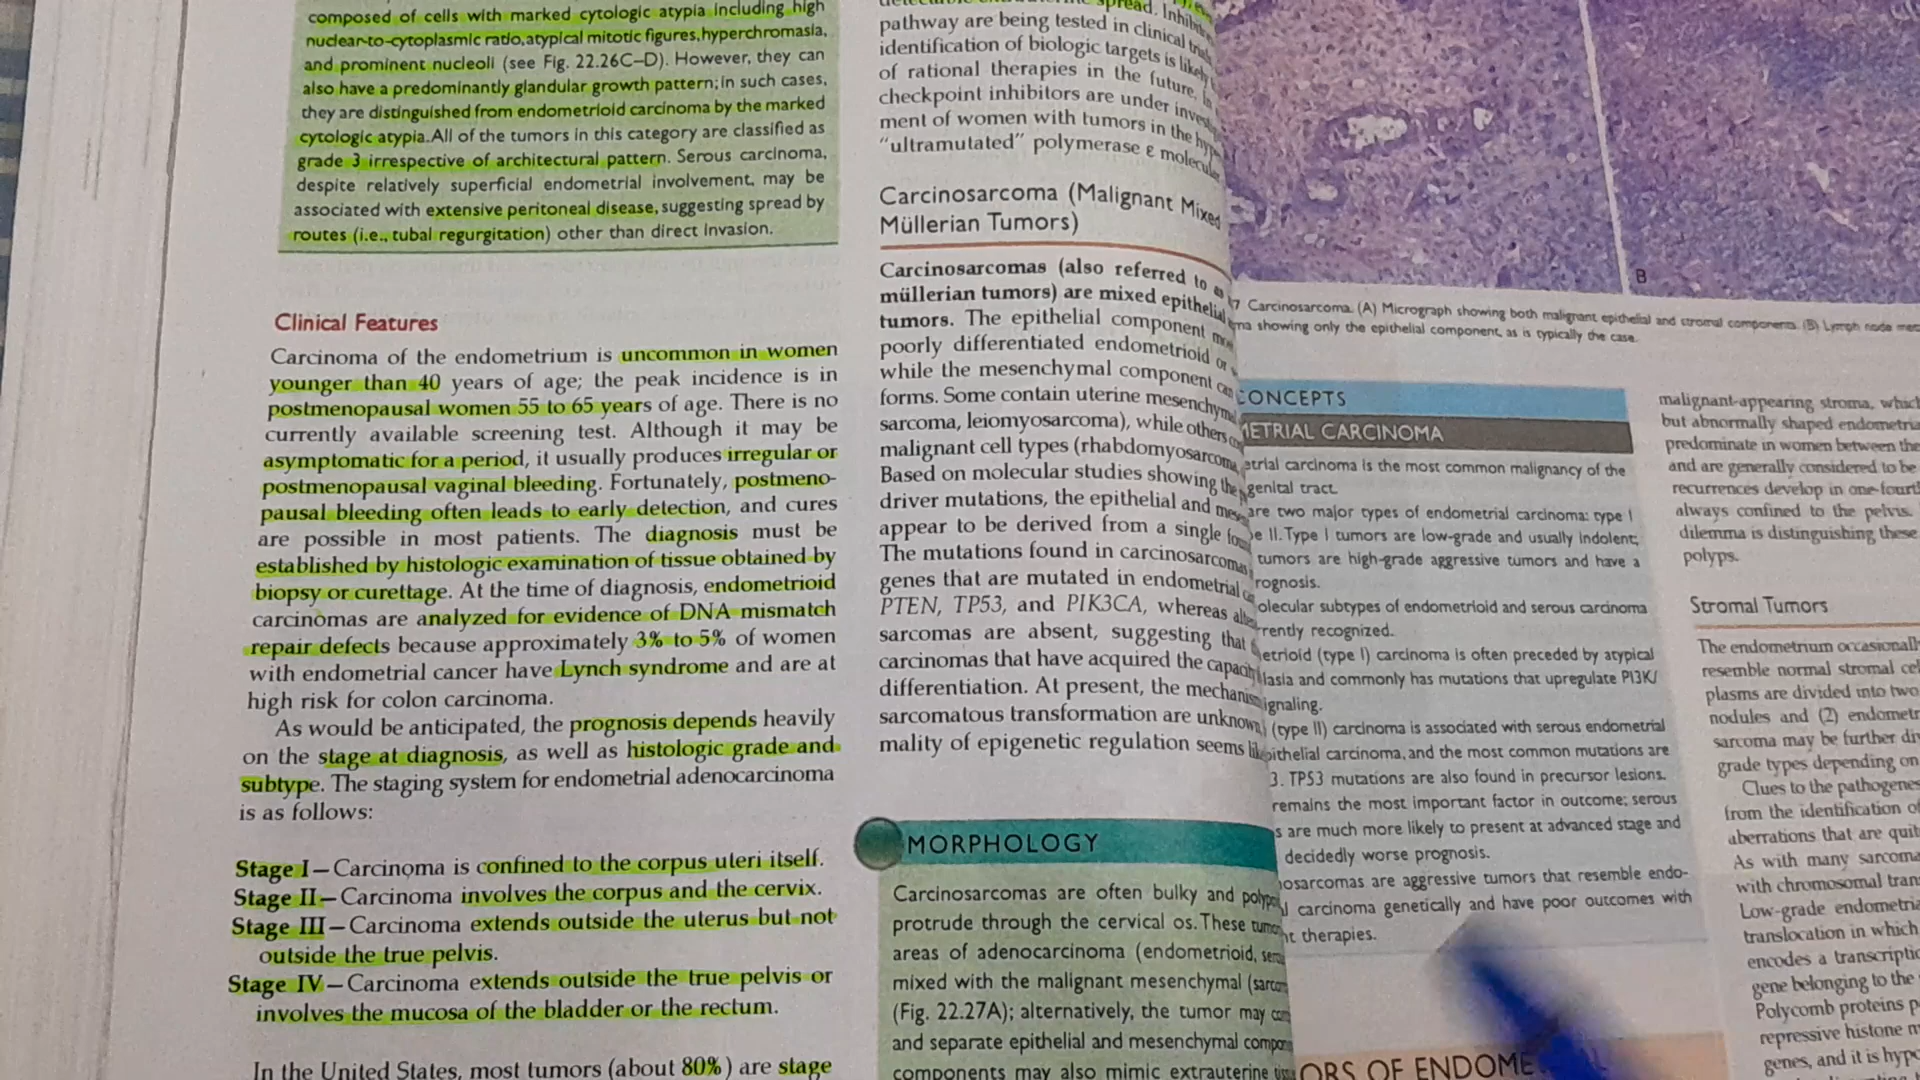 composed of cells with marked cytologic atypia including high
nuclear-to-cytoplasmic ratio, atypical mitotic figures, hyperchromasia,
and prominent nucleoli (see Fig. 22.26C–D). However, they can
also have a predominantly glandular growth pattern; in such cases,
they are distinguished from endometrioid carcinoma by the marked
cytologic atypia. All of the tumors in this category are classified as
grade 3 irrespective of architectural pattern. Serous carcinoma,
despite relatively superficial endometrial involvement, may be
associated with extensive peritoneal disease, suggesting spread by
routes (i.e., tubal regurgitation) other than direct invasion.
Clinical Features
Carcinoma of the endometrium is uncommon in women
younger than 40 years of age; the peak incidence is in
postmenopausal women 55 to 65 years of age. There is no
currently available screening test. Although it may be
asymptomatic for a period, it usually produces irregular or
postmenopausal vaginal bleeding. Fortunately, postmeno-
pausal bleeding often leads to early detection, and cures
are possible in most patients. The diagnosis must be
established by histologic examination of tissue obtained by
biopsy or curettage. At the time of diagnosis, endometrioid
carcinomas are analyzed for evidence of DNA mismatch
repair defects because approximately 3% to 5% of women
with endometrial cancer have Lynch syndrome and are at
high risk for colon carcinoma.
As would be anticipated, the prognosis depends heavily
on the stage at diagnosis, as well as histologic grade and
subtype. The staging system for endometrial adenocarcinoma
is as follows:
Stage I—Carcinoma is confined to the corpus uteri itself.
Stage II—Carcinoma involves the corpus and the cervix.
Stage III—Carcinoma extends outside the uterus but not
outside the true pelvis.
Stage IV—Carcinoma extends outside the true pelvis or
involves the mucosa of the bladder or the rectum.
In the United States, most tumors (about 80%) are stage
spread. Inhib
pathway are being tested in clinical
identification of biologic targets is likely
of rational therapies in the future.
checkpoint inhibitors are under
ment of women with tumors in the
"ultramutated" polymerase ε molecular
Carcinosarcoma (Malignant Mixed
Müllerian Tumors)
Carcinosarcomas (also referred to as
müllerian tumors) are mixed epithelial
tumors. The epithelial component
poorly differentiated endometrioid or
while the mesenchymal component can
forms. Some contain uterine mesenchym
sarcoma, leiomyosarcoma), while others
malignant cell types (rhabdomyosarcoma,
Based on molecular studies showing the
driver mutations, the epithelial and
appear to be derived from a single
The mutations found in carcinosarcoma
genes that are mutated in endometrial
PTEN, TP53, and PIK3CA, whereas
sarcomas are absent, suggesting that
carcinomas that have acquired the capacity
differentiation. At present, the mechanism
sarcomatous transformation are unknown,
mality of epigenetic regulation seems
MORPHOLOGY
Carcinosarcomas are often bulky and
protrude through the cervical os. These
areas of adenocarcinoma (endometrioid,
mixed with the malignant mesenchymal
(Fig. 22.27A); alternatively, the tumor may
and separate epithelial and mesenchymal
components may also mimic extrauterine
B
7 Carcinosarcoma. (A) Micrograph showing both malignant epithelial and stromal components. (B) Lymph node
ma showing only the epithelial component, as is typically the case.
CONCEPTS
METRIAL CARCINOMA
etrial carcinoma is the most common malignancy of the
genital tract.
are two major types of endometrial carcinoma: type I
e II. Type I tumors are low-grade and usually indolent;
tumors are high-grade aggressive tumors and have a
rognosis.
olecular subtypes of endometrioid and serous carcinoma
rrently recognized.
etrioid (type I) carcinoma is often preceded by atypical
lasia and commonly has mutations that upregulate PI3K/
ignaling.
(type II) carcinoma is associated with serous endometrial
pithelial carcinoma, and the most common mutations are
3. TP53 mutations are also found in precursor lesions.
remains the most important factor in outcome; serous
s are much more likely to present at advanced stage and
decidedly worse prognosis.
nosarcomas are aggressive tumors that resemble endo-
l carcinoma genetically and have poor outcomes with
nt therapies.
ORS OF ENDOME
malignant-appearing stroma, which
but abnormally shaped endometria
predominate in women between the
and are generally considered to be
recurrences develop in one-fourt
always confined to the pelvis.
dilemma is distinguishing these
polyps.
Stromal Tumors
The endometrium occasionall
resemble normal stromal cel
plasms are divided into two
nodules and (2) endometr
sarcoma may be further div
grade types depending on
Clues to the pathogenes
from the identification of
aberrations that are quit
As with many sarcoma
with chromosomal tran
Low-grade endometria
translocation in which
encodes a transcriptio
gene belonging to the
Polycomb proteins p
repressive histone m
genes, and it is hypo